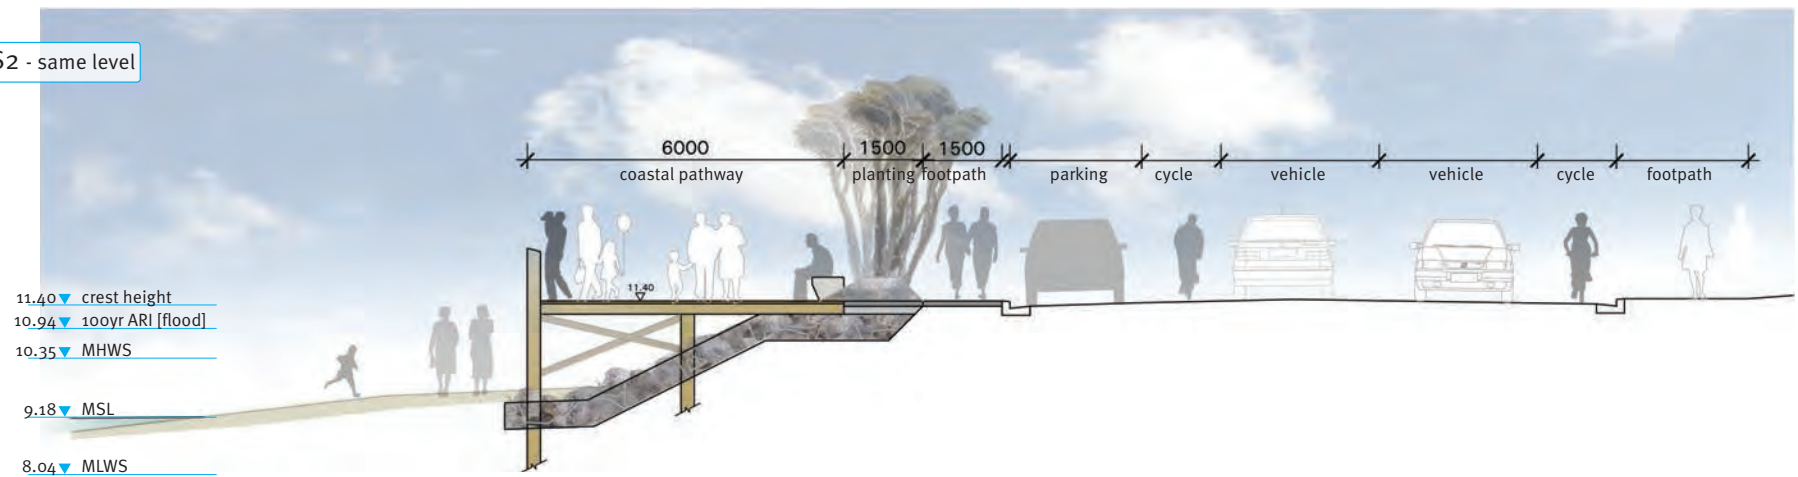 S2 - same level
6000 1500 1500
coastal pathway planting footpath parking cycle vehicle vehicle cycle footpath
11.40
11.40 crest height
10.94 100yr ARI [flood]
10.35 MHWS
9.18 MSL
8.04 MLWS